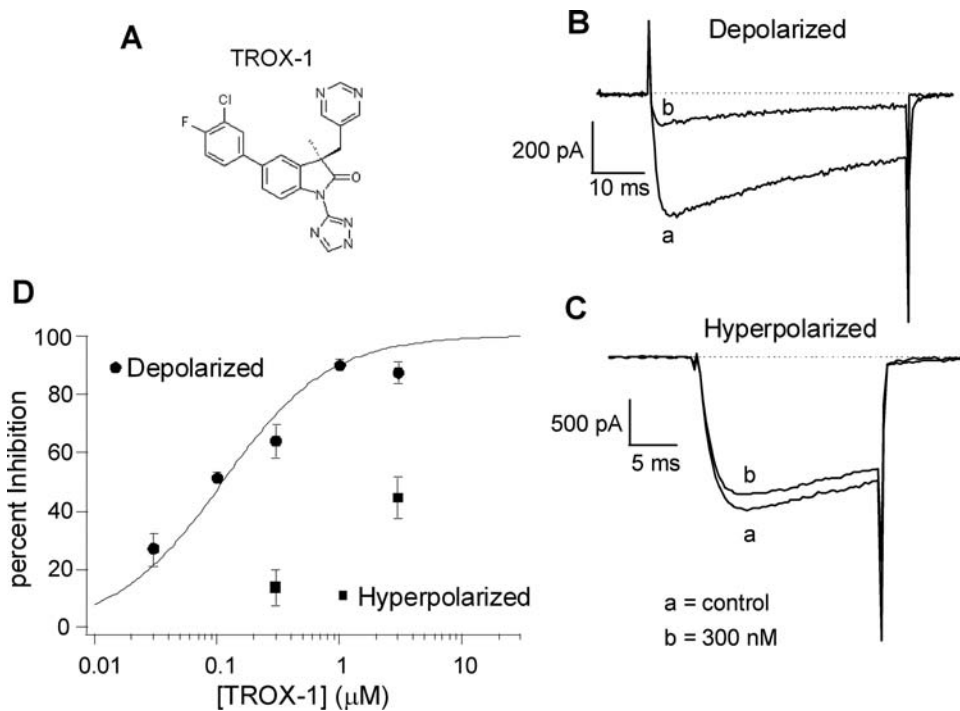 A
TROX-1
Cl
F
N
N
O
N
N
N
N
B
Depolarized
b
200 pA
10 ms
a
D
100
80
60
40
20
0
percent Inhibition
Depolarized
Hyperpolarized
0.01
0.1
1
10
[TROX-1] (μM)
C
Hyperpolarized
500 pA
5 ms
b
a
a = control
b = 300 nM